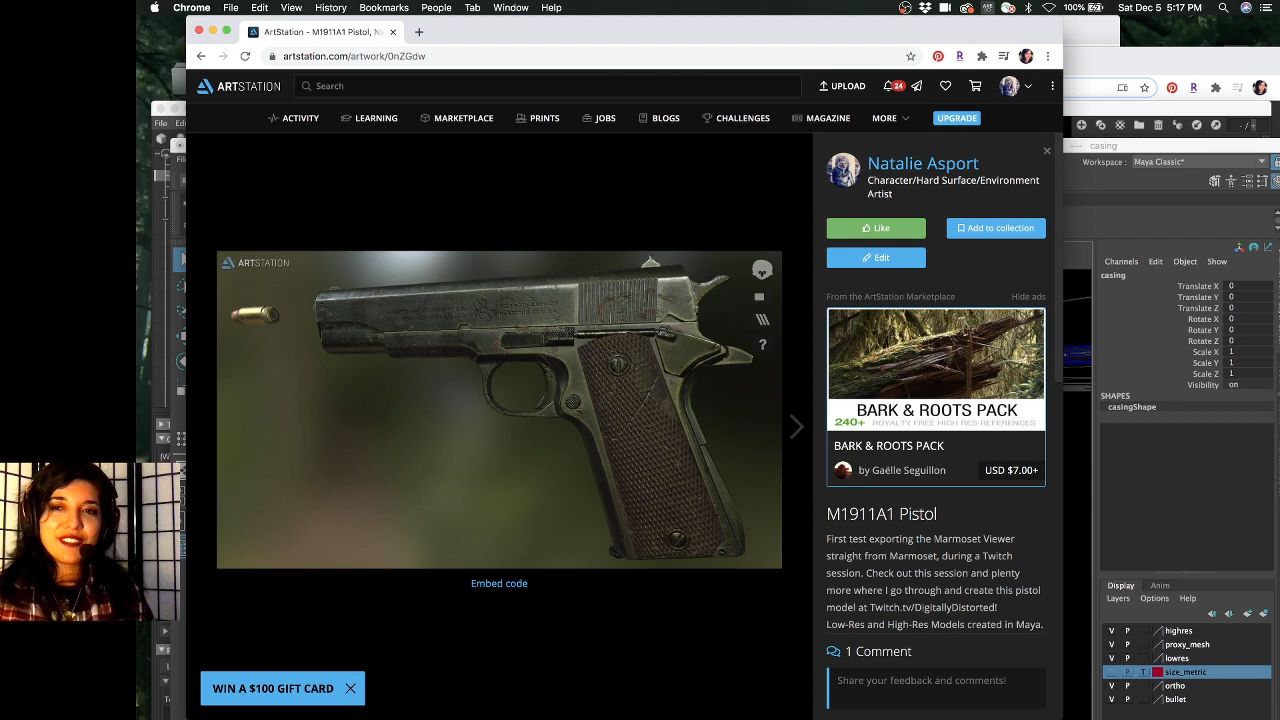 Chrome File Edit View History Bookmarks People Tab Window Help
100% Sat Dec 5 5:17 PM
ArtStation - M1911A1 Pistol, Ne
artstation.com/artwork/0nZGdw
ARTSTATION
Search
UPLOAD
24
ACTIVITY LEARNING MARKETPLACE PRINTS JOBS BLOGS CHALLENGES MAGAZINE MORE UPGRADE
Natalie Asport
Character/Hard Surface/Environment
Artist
Like
Add to collection
Edit
From the ArtStation Marketplace Hide ads
ARTSTATION
BARK & ROOTS PACK
240+ ROYALTY FREE HIGH RES REFERENCES
BARK & ROOTS PACK
by Gaëlle Seguillon USD $7.00+
M1911A1 Pistol
First test exporting the Marmoset Viewer
straight from Marmoset, during a Twitch
session. Check out this session and plenty
more where I go through and create this pistol
model at Twitch.tv/DigitallyDistorted!
Low-Res and High-Res Models created in Maya.
1 Comment
Share your feedback and comments!
Embed code
WIN A $100 GIFT CARD
File Edi
--- casing
Workspace : Maya Classic*
Channels Edit Object Show
casing
Translate X 0
Translate Y 0
Translate Z 0
Rotate X 0
Rotate Y 0
Rotate Z 0
Scale X 1
Scale Y 1
Scale Z 1
Visibility on
SHAPES
casingShape
Display Anim
Layers Options Help
V P highres
V P proxy_mesh
V P lowres
P T size_metric
V P ortho
V P bullet